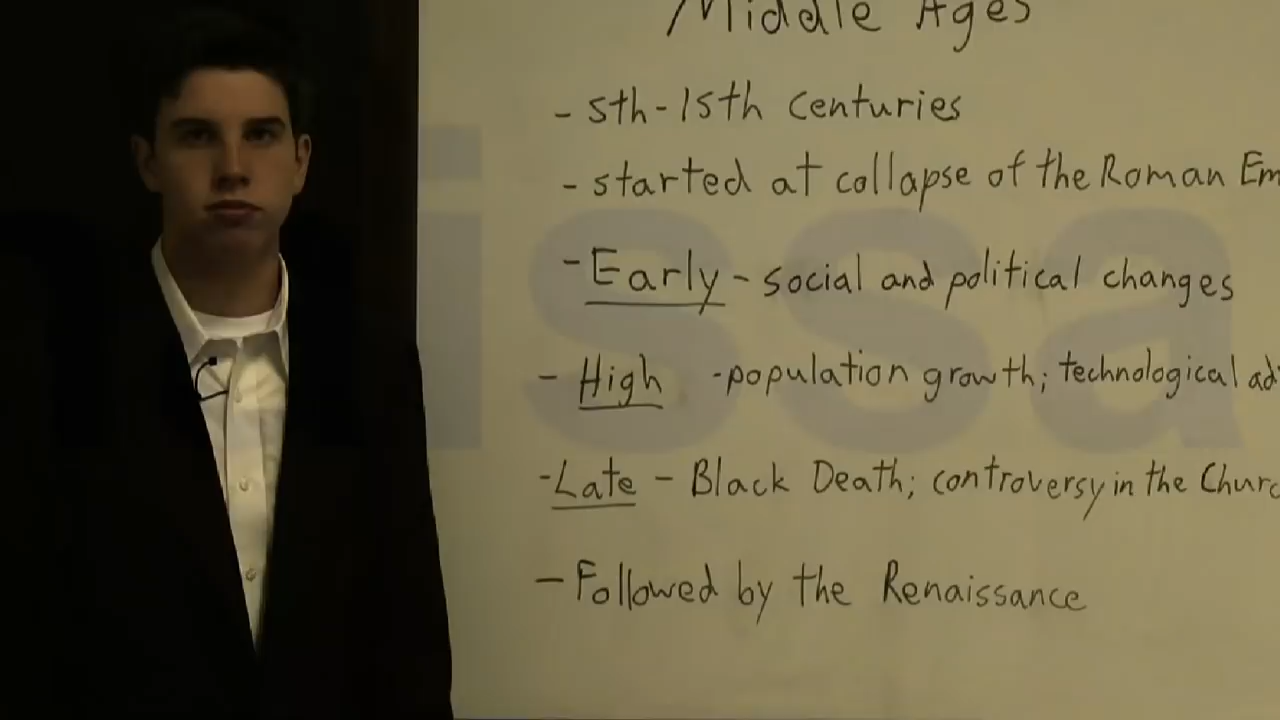 Middle Ages
- 5th-15th centuries
- started at collapse of the Roman Em
- Early - social and political changes
- High - population growth; technological ad
- Late - Black Death; controversy in the Churc
- Followed by the Renaissance
issa